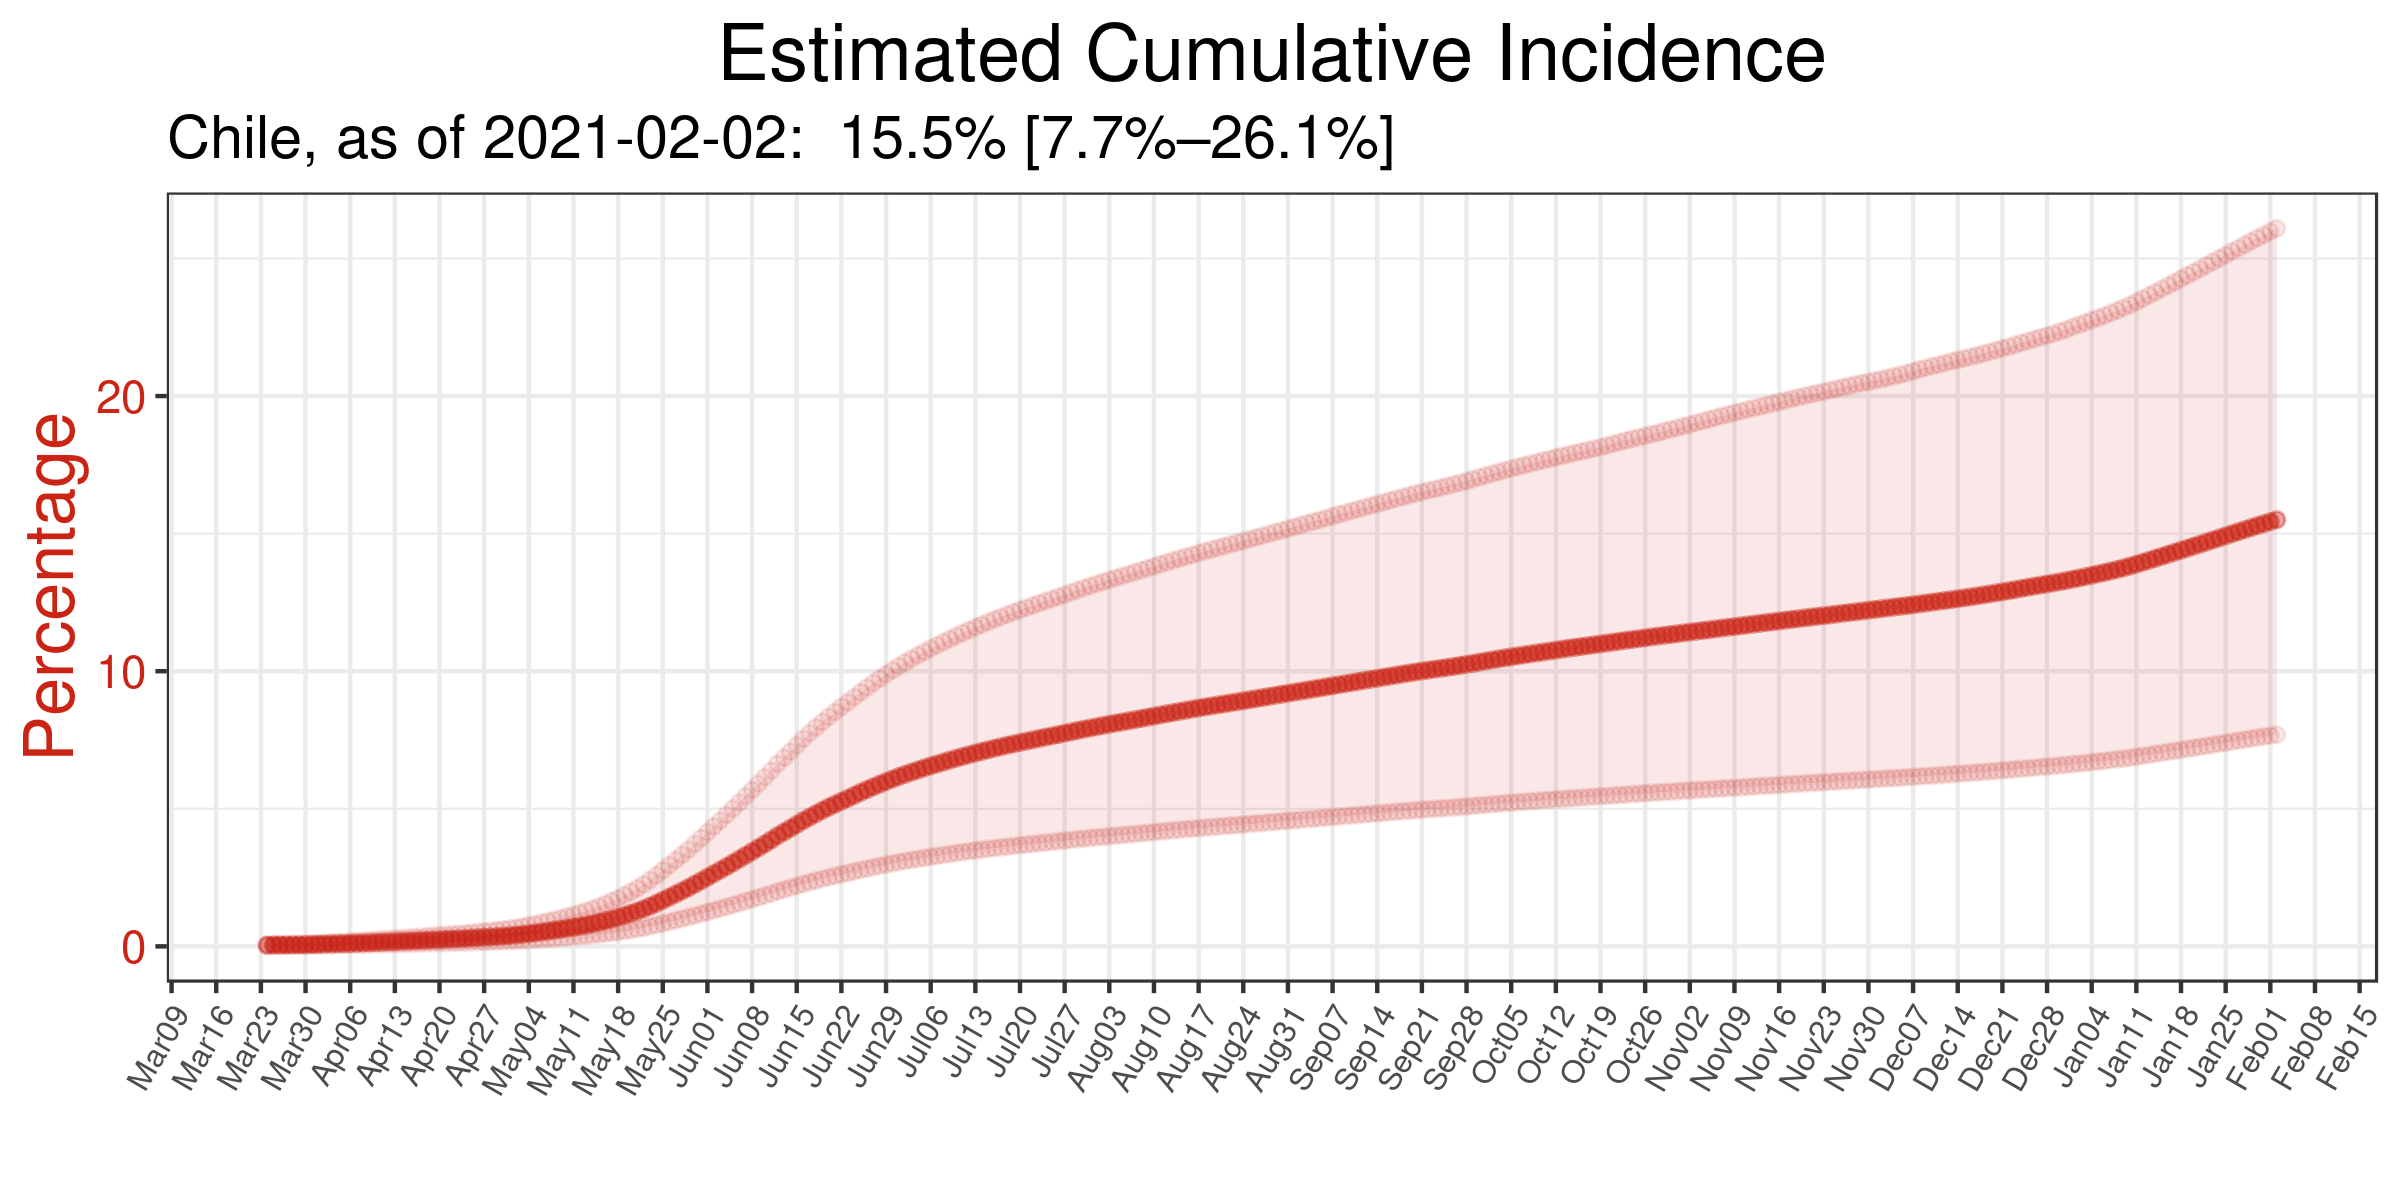 Estimated Cumulative Incidence
Chile, as of 2021-02-02:  15.5% [7.7%–26.1%]
Percentage
20
10
0
Mar09
Mar16
Mar23
Mar30
Apr06
Apr13
Apr20
Apr27
May04
May11
May18
May25
Jun01
Jun08
Jun15
Jun22
Jun29
Jul06
Jul13
Jul20
Jul27
Aug03
Aug10
Aug17
Aug24
Aug31
Sep07
Sep14
Sep21
Sep28
Oct05
Oct12
Oct19
Oct26
Nov02
Nov09
Nov16
Nov23
Nov30
Dec07
Dec14
Dec21
Dec28
Jan04
Jan11
Jan18
Jan25
Feb01
Feb08
Feb15